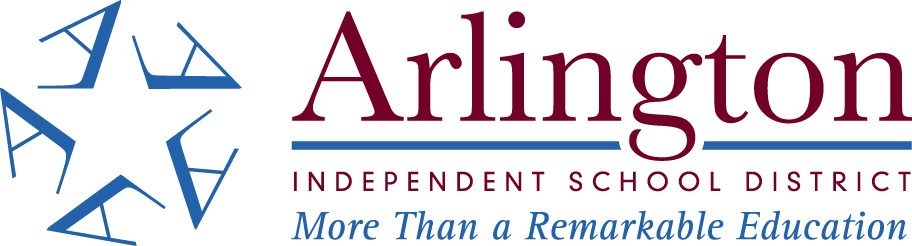 Arlington
INDEPENDENT SCHOOL DISTRICT
More Than a Remarkable Education